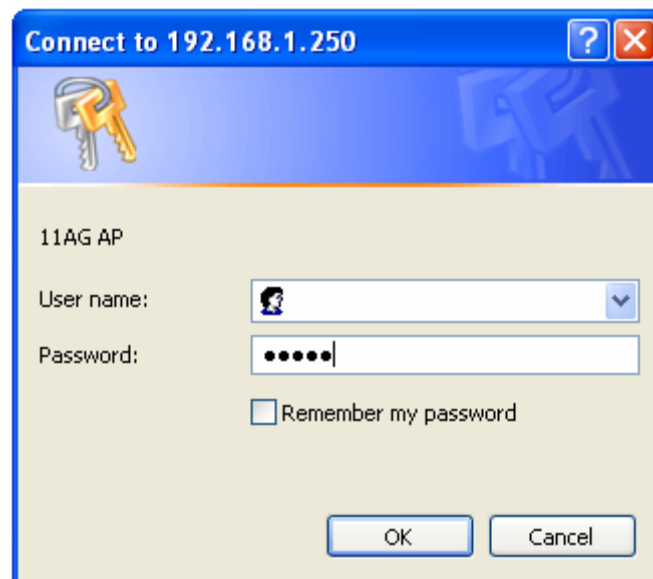 Connect to 192.168.1.250
11AG AP
User name:
Password:
•••••
Remember my password
OK
Cancel